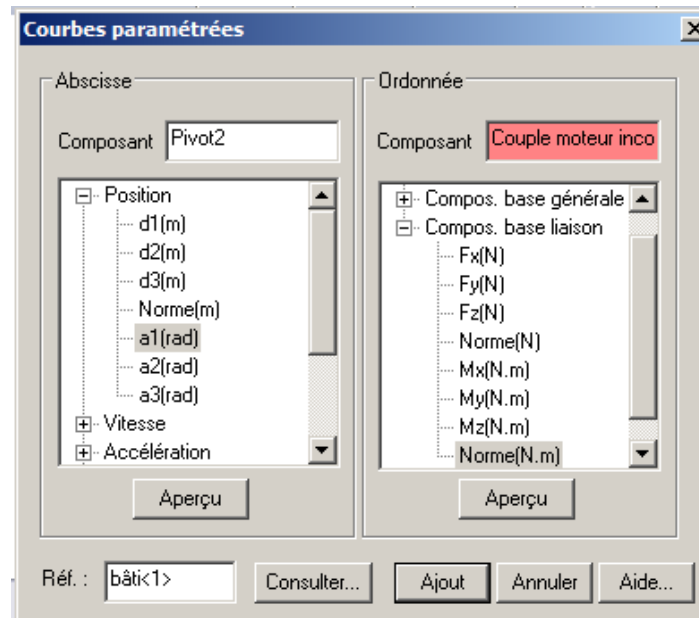 Courbes paramétrées
Abscisse
Composant Pivot2
Position
d1(m)
d2(m)
d3(m)
Norme(m)
a1(rad)
a2(rad)
a3(rad)
Vitesse
Accélération
Aperçu
Ordonnée
Composant Couple moteur inco
Compos. base générale
Compos. base liaison
Fx(N)
Fy(N)
Fz(N)
Norme(N)
Mx(N.m)
My(N.m)
Mz(N.m)
Norme(N.m)
Aperçu
Réf. : bâti<1> Consulter... Ajout Annuler Aide...